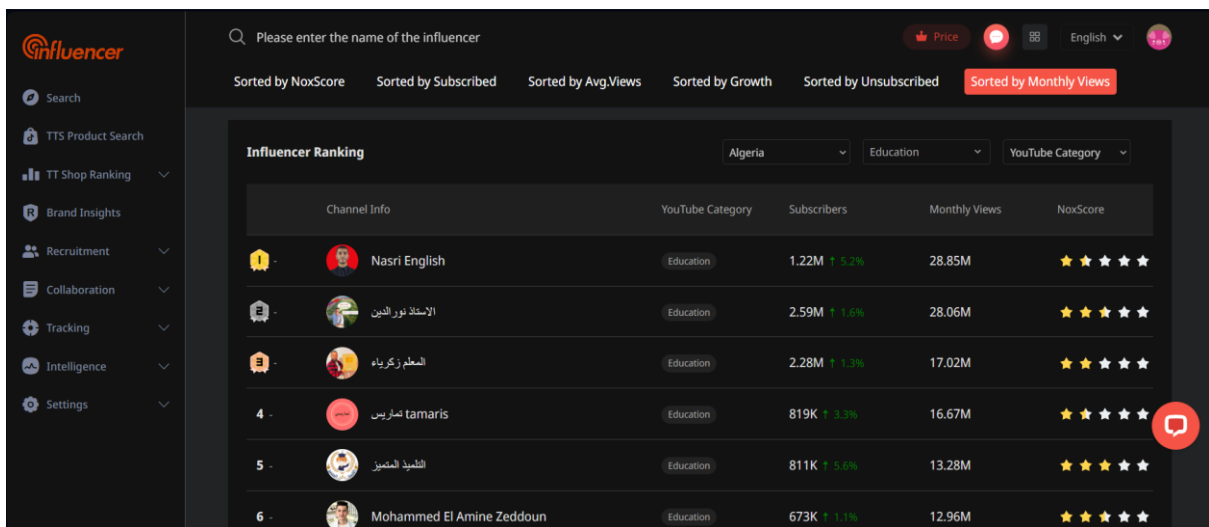 influencer
Please enter the name of the influencer
Price
English
Sorted by NoxScore Sorted by Subscribed Sorted by Avg.Views Sorted by Growth Sorted by Unsubscribed Sorted by Monthly Views
Search
TTS Product Search
TT Shop Ranking
Brand Insights
Recruitment
Collaboration
Tracking
Intelligence
Settings
Influencer Ranking Algeria Education YouTube Category
Channel Info YouTube Category Subscribers Monthly Views NoxScore
1 - Nasri English Education 1.22M ↑ 5.2% 28.85M
2 - الاستاذ نورالدين Education 2.59M ↑ 1.6% 28.06M
3 - المعلم زكرياء Education 2.28M ↑ 1.3% 17.02M
4 - tamaris تماريس Education 819K ↑ 3.3% 16.67M
5 - التلميذ المتميز Education 811K ↑ 5.6% 13.28M
6 - Mohammed El Amine Zeddoun Education 673K ↑ 1.1% 12.96M